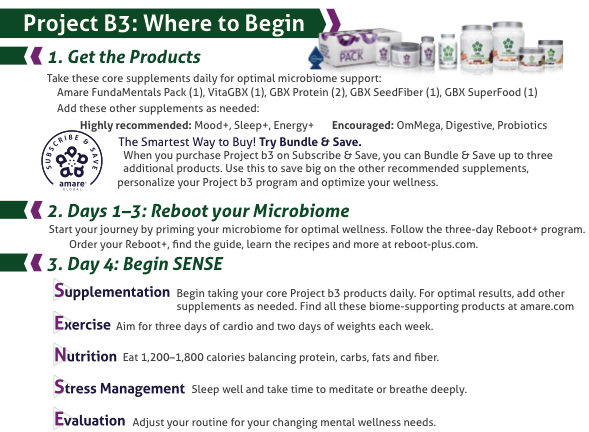 Project B3: Where to Begin
PACK
1. Get the Products
Take these core supplements daily for optimal microbiome support:
Amare FundaMentals Pack (1), VitaGBX (1), GBX Protein (2), GBX SeedFiber (1), GBX SuperFood (1)
Add these other supplements as needed:
Highly recommended: Mood+, Sleep+, Energy+ Encouraged: OmMega, Digestive, Probiotics
SUBSCRIBE & SAVE
amare
GLOBAL
The Smartest Way to Buy! Try Bundle & Save.
When you purchase Project b3 on Subscribe & Save, you can Bundle & Save up to three
additional products. Use this to save big on the other recommended supplements,
personalize your Project b3 program and optimize your wellness.
2. Days 1–3: Reboot your Microbiome
Start your journey by priming your microbiome for optimal wellness. Follow the three-day Reboot+ program.
Order your Reboot+, find the guide, learn the recipes and more at reboot-plus.com.
3. Day 4: Begin SENSE
Supplementation Begin taking your core Project b3 products daily. For optimal results, add other
supplements as needed. Find all these biome-supporting products at amare.com
Exercise Aim for three days of cardio and two days of weights each week.
Nutrition Eat 1,200–1,800 calories balancing protein, carbs, fats and fiber.
Stress Management Sleep well and take time to meditate or breathe deeply.
Evaluation Adjust your routine for your changing mental wellness needs.